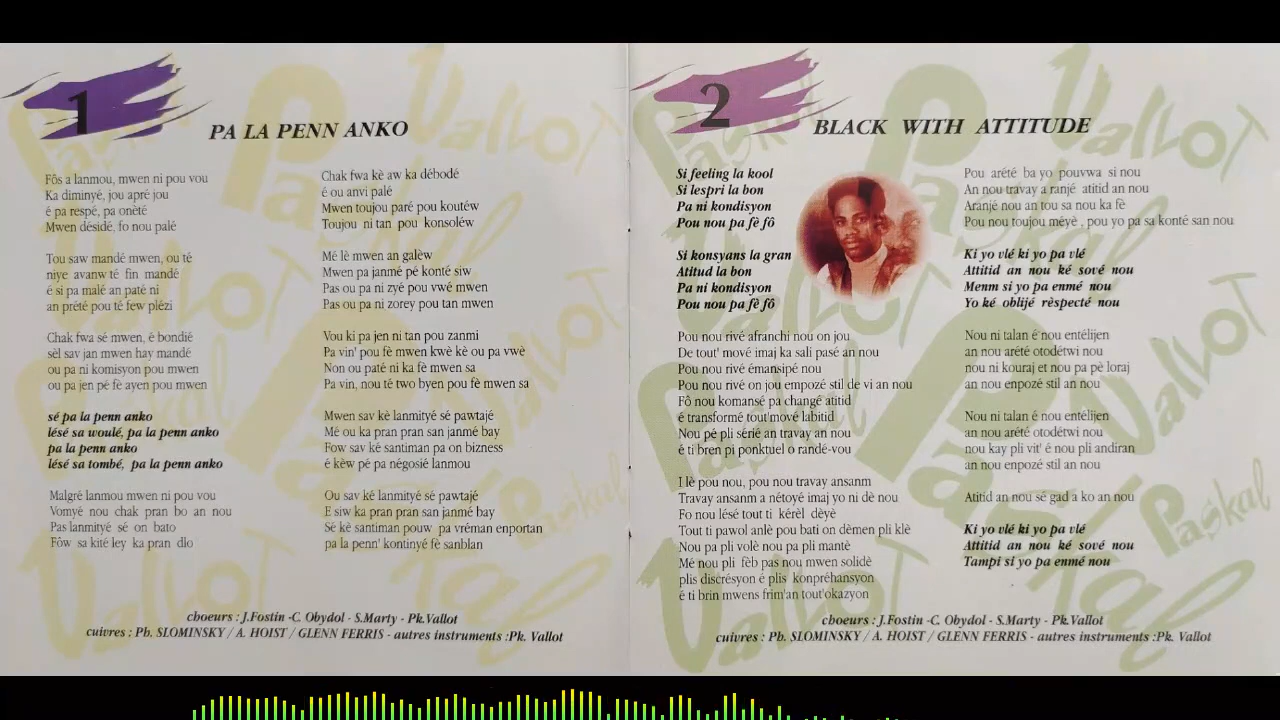 1
PA LA PENN ANKO
Fôs a lanmou, mwen ni pou vou
Ka diminyé, jou apré jou
é pa respé, pa onèté
Mwen désidé, fo nou palé
Tou saw mandé mwen, ou té
niye avanw té fin mandé
é si pa malé an paté ni
an prété pou té few plézi
Chak fwa sé mwen, é bondié
sèl sav jan mwen hay mandé
ou pa ni komisyon pou mwen
ou pa jen pé fè ayen pou mwen
sé pa la penn anko
lésé sa woulé, pa la penn anko
pa la penn anko
lésé sa tombé, pa la penn anko
Malgré lanmou mwen ni pou vou
Vomyé nou chak pran bo an nou
Pas lanmityé sé on bato
Fôw sa kité ley ka pran dlo
Chak fwa kè aw ka débodé
é ou anvi palé
Mwen toujou paré pou koutéw
Toujou ni tan pou konsoléw
Mé lè mwen an galèw
Mwen pa janmè pé konté siw
Pas ou pa ni zyé pou vwé mwen
Pas ou pa ni zorey pou tan mwen
Vou ki pa jen ni tan pou zanmi
Pa vin' pou fè mwen kwè kè ou pa vwè
Non ou paté ni ka fè mwen sa
Pa vin, nou té two byen pou fè mwen sa
Mwen sav kè lanmityé sé pawtajé
Mé ou ka pran pran san janmé bay
Fow sav kè santiman pa on bizness
é kèw pé pa négosié lanmou
Ou sav ké lanmityé sé pawtajé
E siw ka pran pran san janmé bay
Sé kè santiman pouw pa vréman enportan
pa la penn' kontinyé fè sanblan
choeurs : J.Fostin -C. Obydol - S.Marty - Pk.Vallot
cuivres : Pb. SLOMINSKY / A. HOIST / GLENN FERRIS - autres instruments :Pk. Vallot
2
BLACK WITH ATTITUDE
Si feeling la kool
Si lespri la bon
Pa ni kondisyon
Pou nou pa fè fô
Si konsyans la gran
Atitud la bon
Pa ni kondisyon
Pou nou pa fè fô
Pou nou rivé afranchi nou on jou
De tout' mové imaj ka sali pasé an nou
Pou nou rivé émansipé nou
Pou nou rivé on jou empozé stil de vi an nou
Fô nou komansé pa changé atitid
é transformé tout'mové labitid
Nou pé pli sérié an travay an nou
é ti bren pi ponktuel o randé-vou
I lè pou nou, pou nou travay ansanm
Travay ansanm a nétoyé imaj yo ni dè nou
Fo nou lésé tout ti kérèl dèyè
Tout ti pawol anlè pou bati on dèmen pli klè
Nou pa pli volè nou pa pli mantè
Mé nou pli fèb pas nou mwen solidè
plis discrésyon é plis konpréhansyon
é ti brin mwens frim'an tout'okazyon
Pou arété ba yo pouvwa si nou
An nou travay a ranjé atitid an nou
Aranjé nou an tou sa nou ka fè
Pou nou toujou méyè , pou yo pa sa konté san nou
Ki yo vlé ki yo pa vlé
Attitid an nou ké sové nou
Menm si yo pa enmé nou
Yo ké oblijé rèspecté nou
Nou ni talan é nou entélijen
an nou arété otodétwi nou
nou ni kouraj et nou pa pè loraj
an nou enpozé stil an nou
Nou ni talan é nou entélijen
an nou arété otodétwi nou
nou kay pli vit' é nou pli andiran
an nou enpozé stil an nou
Atitid an nou sé gad a ko an nou
Ki yo vlé ki yo pa vlé
Attitid an nou ké sové nou
Tampi si yo pa enmé nou
choeurs : J.Fostin -C. Obydol - S.Marty - Pk.Vallot
cuivres : Pb. SLOMINSKY / A. HOIST / GLENN FERRIS - autres instruments :Pk. Vallot
Paskal Vallot